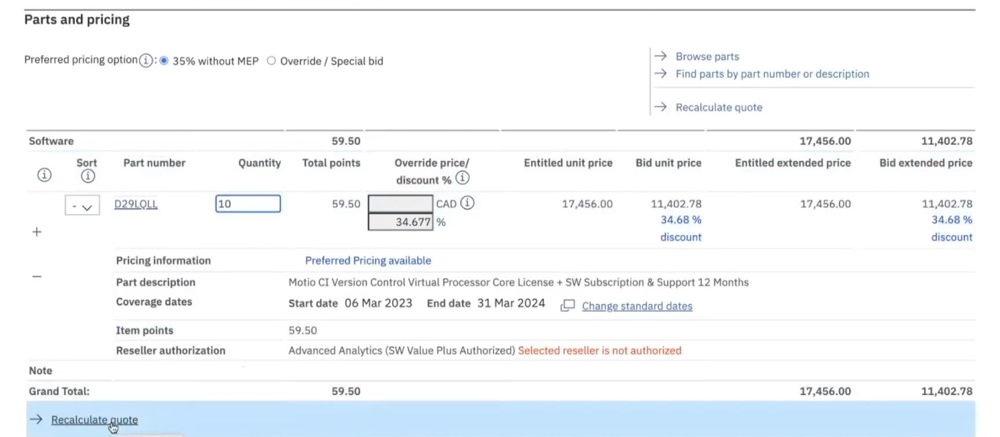 Parts and pricing
Preferred pricing option ⓘ: 35% without MEP Override / Special bid
→ Browse parts
→ Find parts by part number or description
→ Recalculate quote
Software 59.50 17,456.00 11,402.78
Sort Part number Quantity Total points Override price/ Entitled unit price Bid unit price Entitled extended price Bid extended price
discount % ⓘ
- D29LQLL 10 59.50 CAD ⓘ 17,456.00 11,402.78 17,456.00 11,402.78
34.677 % 34.68 % 34.68 %
+ discount discount
Pricing information Preferred Pricing available
Part description Motio CI Version Control Virtual Processor Core License + SW Subscription & Support 12 Months
Coverage dates Start date 06 Mar 2023 End date 31 Mar 2024 Change standard dates
Item points 59.50
Reseller authorization Advanced Analytics (SW Value Plus Authorized) Selected reseller is not authorized
Note
Grand Total: 59.50 17,456.00 11,402.78
→ Recalculate quote